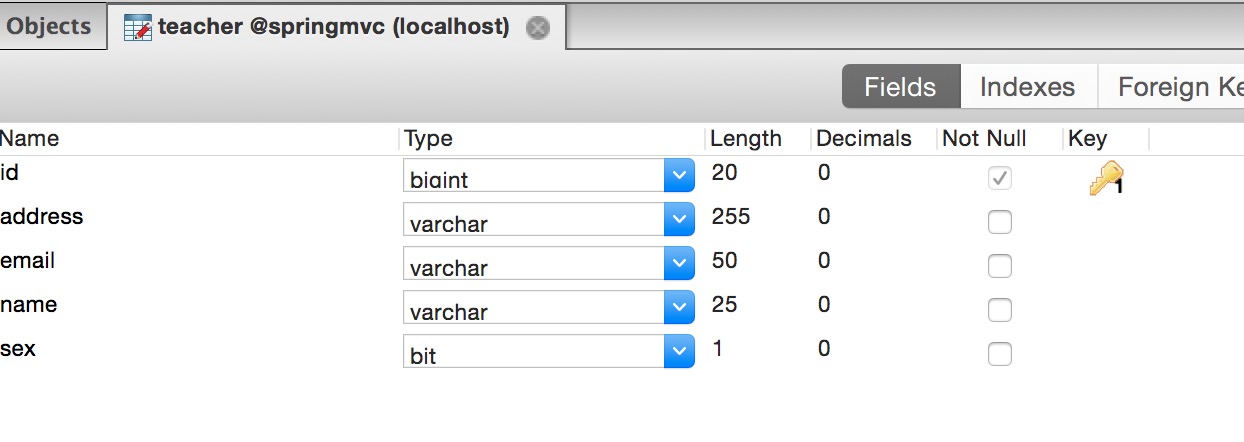 Objects teacher @springmvc (localhost)
Fields Indexes Foreign Ke
Name Type Length Decimals Not Null Key
id bigint 20 0 1
address varchar 255 0
email varchar 50 0
name varchar 25 0
sex bit 1 0